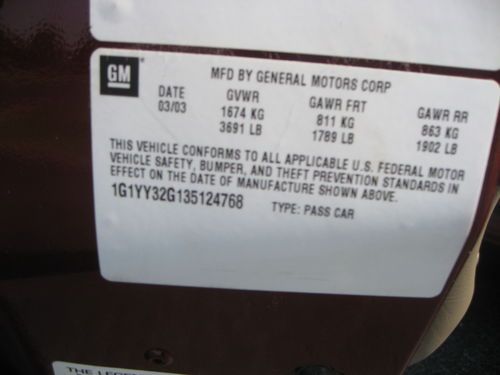 GM
MFD BY GENERAL MOTORS CORP
DATE GVWR GAWR FRT GAWR RR
03/03 1674 KG 811 KG 863 KG
3691 LB 1789 LB 1902 LB
THIS VEHICLE CONFORMS TO ALL APPLICABLE U.S. FEDERAL MOTOR
VEHICLE SAFETY, BUMPER, AND THEFT PREVENTION STANDARDS IN
EFFECT ON THE DATE OF MANUFACTURE SHOWN ABOVE.
1G1YY32G135124768 TYPE: PASS CAR
THE